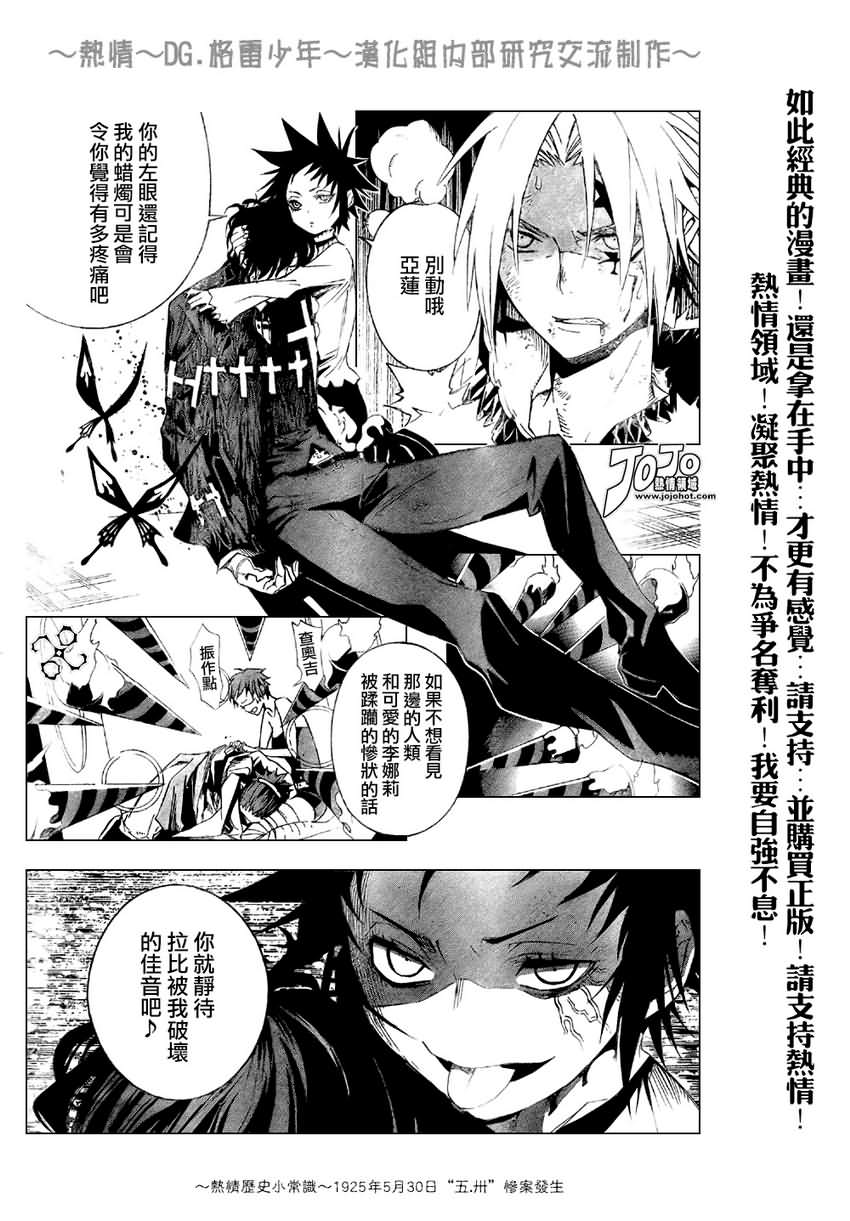 ～熱情～DG.格雷少年～漢化組內部研究交流制作～
如此經典的漫畫！還是拿在手中…才更有感覺…請支持…並購買正版！請支持熱情！
熱情領域！凝聚熱情！不為爭名奪利！我要自強不息！
別動哦
亞蓮
你的左眼還記得
我的蜡燭可是會
令你覺得有多疼痛吧
JOJO
熱情領域
www.jojohot.com
如果不想看見
那邊的人類
和可愛的李娜莉
被蹂躪的慘狀的話
查奧吉
振作點
你就靜待
拉比被我破壞
的佳音吧♪
～熱情歷史小常識～1925年5月30日“五.卅”慘案發生